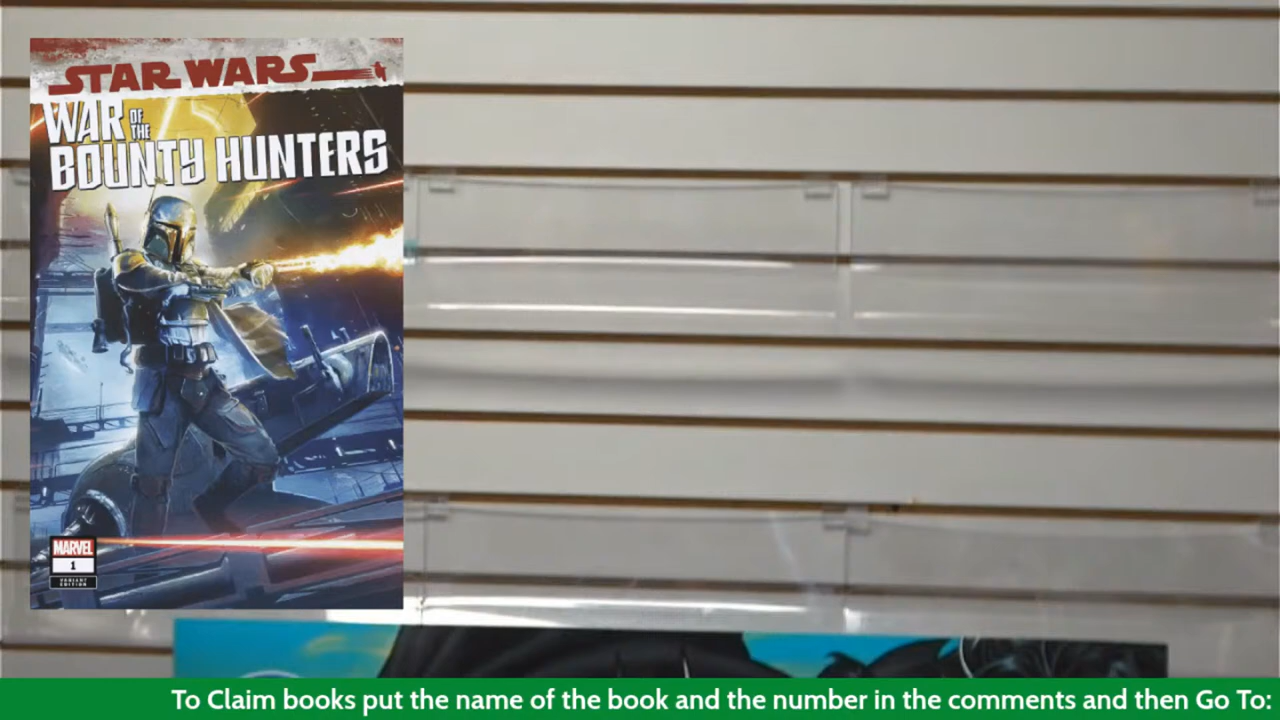 STAR WARS
WAR OF THE
BOUNTY HUNTERS
MARVEL
1
VARIANT
EDITION
To Claim books put the name of the book and the number in the comments and then Go To: